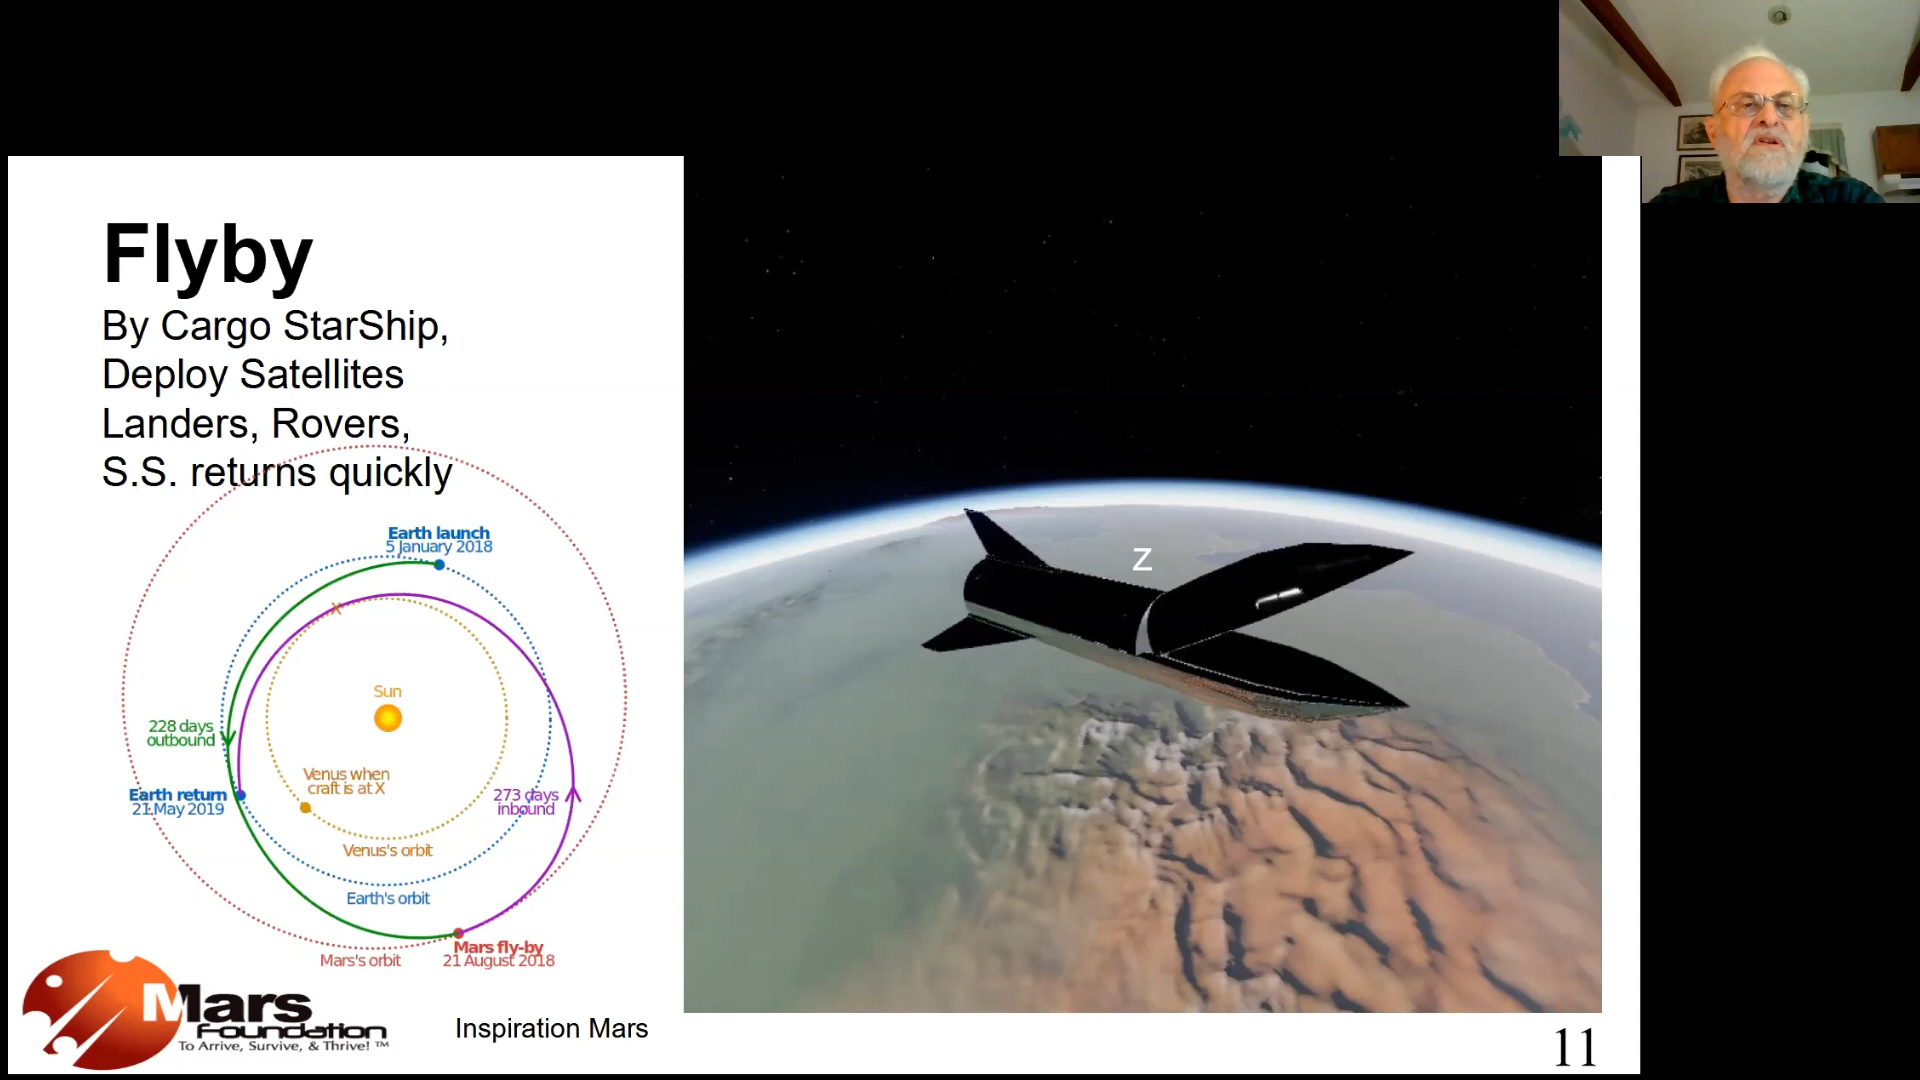 Flyby
By Cargo StarShip,
Deploy Satellites
Landers, Rovers,
S.S. returns quickly
Earth launch
5 January 2018
Sun
228 days
outbound
Venus when
craft is at X
Earth return
21 May 2019
273 days
inbound
Venus's orbit
Earth's orbit
Mars fly-by
21 August 2018
Mars's orbit
X
Z
Mars
Foundation
To Arrive, Survive, & Thrive! ™
Inspiration Mars
11